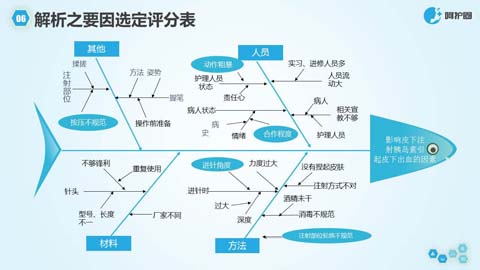 06
解析之要因选定评分表
呵护圈
其他
揉搓
注射部位
方法 姿势
握笔
按压不规范
操作前准备
人员
动作粗暴
实习、进修人员多
护理人员
状态
人员流
动大
责任心
病人状态
病人
相关宣
教不够
病史
情绪
合作程度
护理人员
影响皮下注
射胰岛素引
起皮下出血的因素
不够锋利
重复使用
针头
型号、长度
不一
厂家不同
材料
进针角度
力度过大
没有捏起皮肤
进针时
注射方式不对
过大
深度
酒精未干
消毒不规范
方法
注射部位轮换不规范